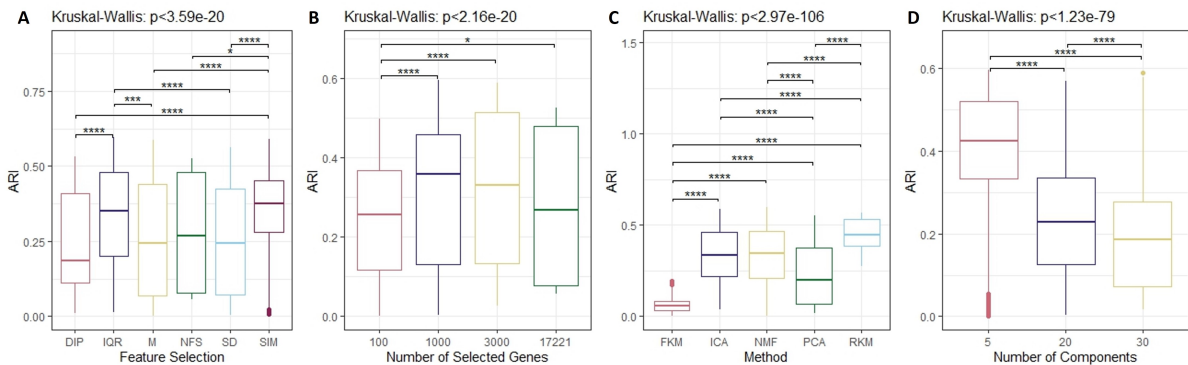 A
Kruskal-Wallis: p<3.59e-20
****
*
****
****
***
****
****
ARI
0.75
0.50
0.25
0.00
DIP IQR M NFS SD SIM
Feature Selection
B
Kruskal-Wallis: p<2.16e-20
*
****
****
ARI
0.6
0.4
0.2
0.0
100 1000 3000 17221
Number of Selected Genes
C
Kruskal-Wallis: p<2.97e-106
****
****
****
****
****
****
****
****
****
ARI
1.5
1.0
0.5
0.0
FKM ICA NMF PCA RKM
Method
D
Kruskal-Wallis: p<1.23e-79
****
****
****
ARI
0.6
0.4
0.2
0.0
5 20 30
Number of Components